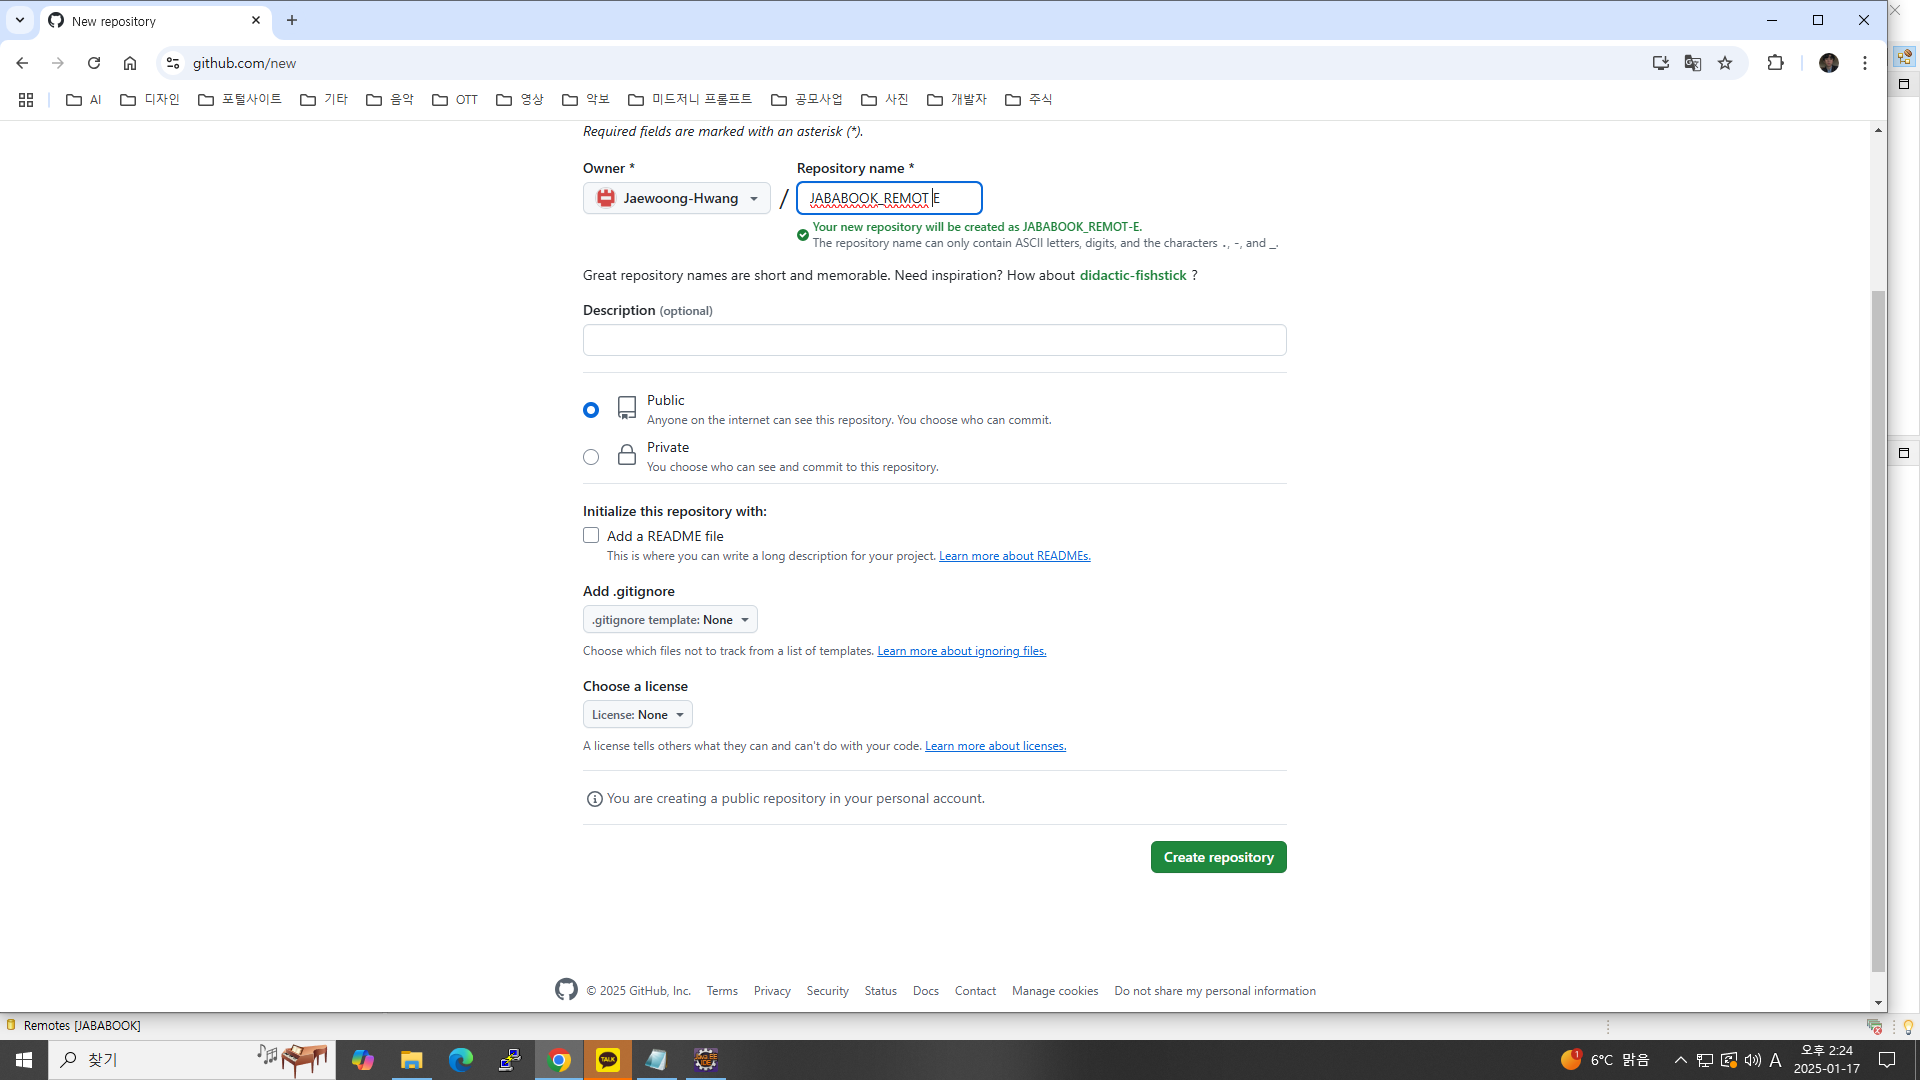 New repository
github.com/new
AI 디자인 포털사이트 기타 음악 OTT 영상 악보 미드저니 프롬프트 공모사업 사진 개발자 주식
Required fields are marked with an asterisk (*).
Owner * Repository name *
Jaewoong-Hwang / JABABOOK_REMOT E
Your new repository will be created as JABABOOK_REMOT-E.
The repository name can only contain ASCII letters, digits, and the characters ., -, and _.
Great repository names are short and memorable. Need inspiration? How about didactic-fishstick ?
Description (optional)
Public
Anyone on the internet can see this repository. You choose who can commit.
Private
You choose who can see and commit to this repository.
Initialize this repository with:
Add a README file
This is where you can write a long description for your project. Learn more about READMEs.
Add .gitignore
.gitignore template: None
Choose which files not to track from a list of templates. Learn more about ignoring files.
Choose a license
License: None
A license tells others what they can and can't do with your code. Learn more about licenses.
You are creating a public repository in your personal account.
Create repository
© 2025 GitHub, Inc. Terms Privacy Security Status Docs Contact Manage cookies Do not share my personal information
Remotes [JABABOOK]
찾기
TALK
1
6°C 맑음
A
오후 2:24
2025-01-17